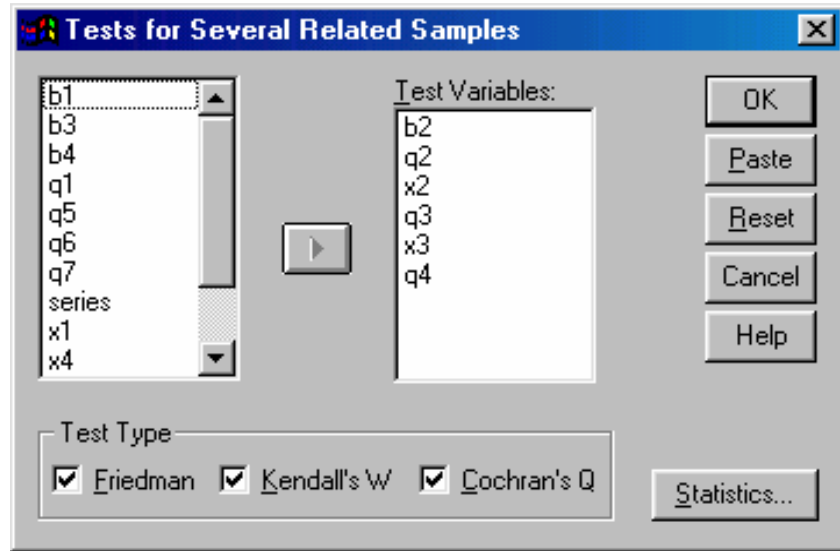 Tests for Several Related Samples
b1
b3
b4
q1
q5
q6
q7
series
x1
x4
Test Variables:
b2
q2
x2
q3
x3
q4
OK
Paste
Reset
Cancel
Help
Test Type
Friedman Kendall's W Cochran's Q
Statistics...